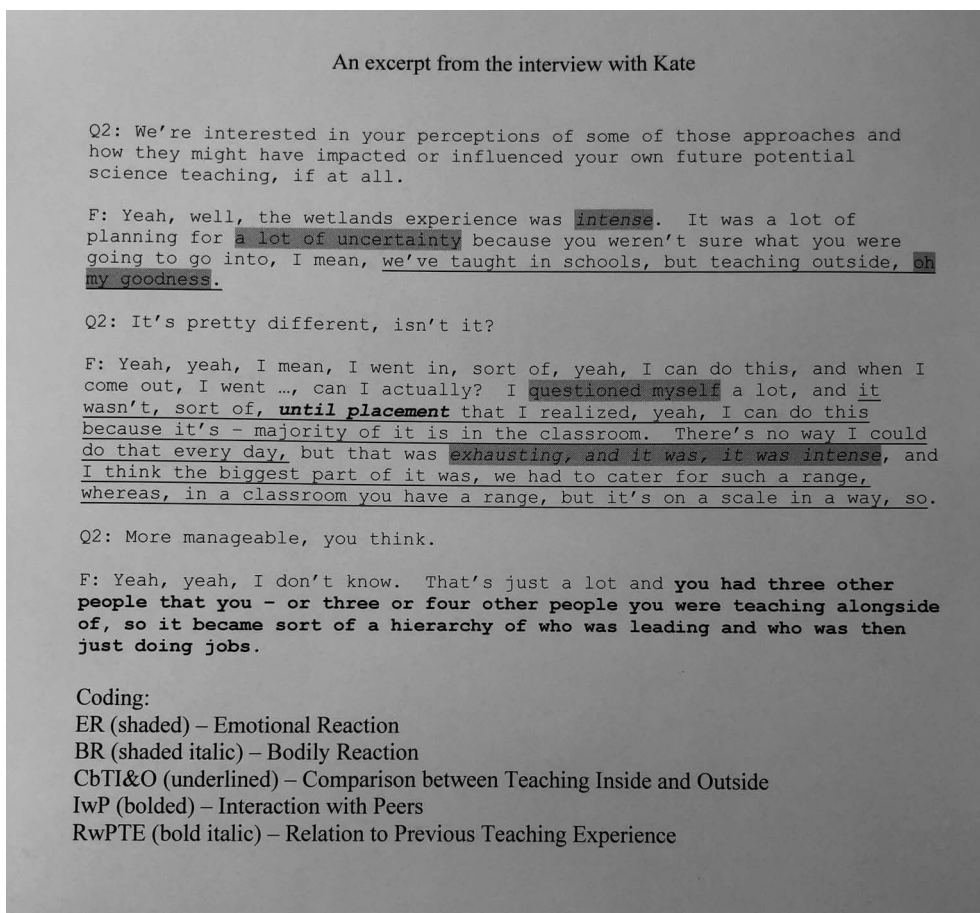 An excerpt from the interview with Kate
Q2: We're interested in your perceptions of some of those approaches and
how they might have impacted or influenced your own future potential
science teaching, if at all.
F: Yeah, well, the wetlands experience was intense. It was a lot of
planning for a lot of uncertainty because you weren't sure what you were
going to go into, I mean, we've taught in schools, but teaching outside, oh
my goodness.
Q2: It's pretty different, isn't it?
F: Yeah, yeah, I mean, I went in, sort of, yeah, I can do this, and when I
come out, I went …, can I actually? I questioned myself a lot, and it
wasn't, sort of, until placement that I realized, yeah, I can do this
because it's – majority of it is in the classroom. There's no way I could
do that every day, but that was exhausting, and it was, it was intense, and
I think the biggest part of it was, we had to cater for such a range,
whereas, in a classroom you have a range, but it's on a scale in a way, so.
Q2: More manageable, you think.
F: Yeah, yeah, I don't know. That's just a lot and you had three other
people that you – or three or four other people you were teaching alongside
of, so it became sort of a hierarchy of who was leading and who was then
just doing jobs.
Coding:
ER (shaded) – Emotional Reaction
BR (shaded italic) – Bodily Reaction
CbTI&O (underlined) – Comparison between Teaching Inside and Outside
IwP (bolded) – Interaction with Peers
RwPTE (bold italic) – Relation to Previous Teaching Experience